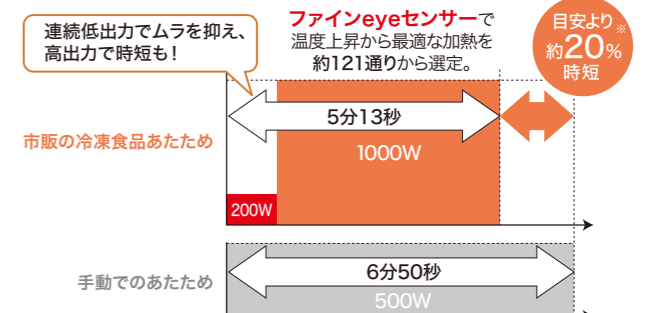 連続低出力でムラを抑え、
高出力で時短も!
ファインeyeセンサーで
温度上昇から最適な加熱を
約121通りから選定。
目安より※
約20%
時短
市販の冷凍食品あたため
5分13秒
1000W
200W
手動でのあたため
6分50秒
500W